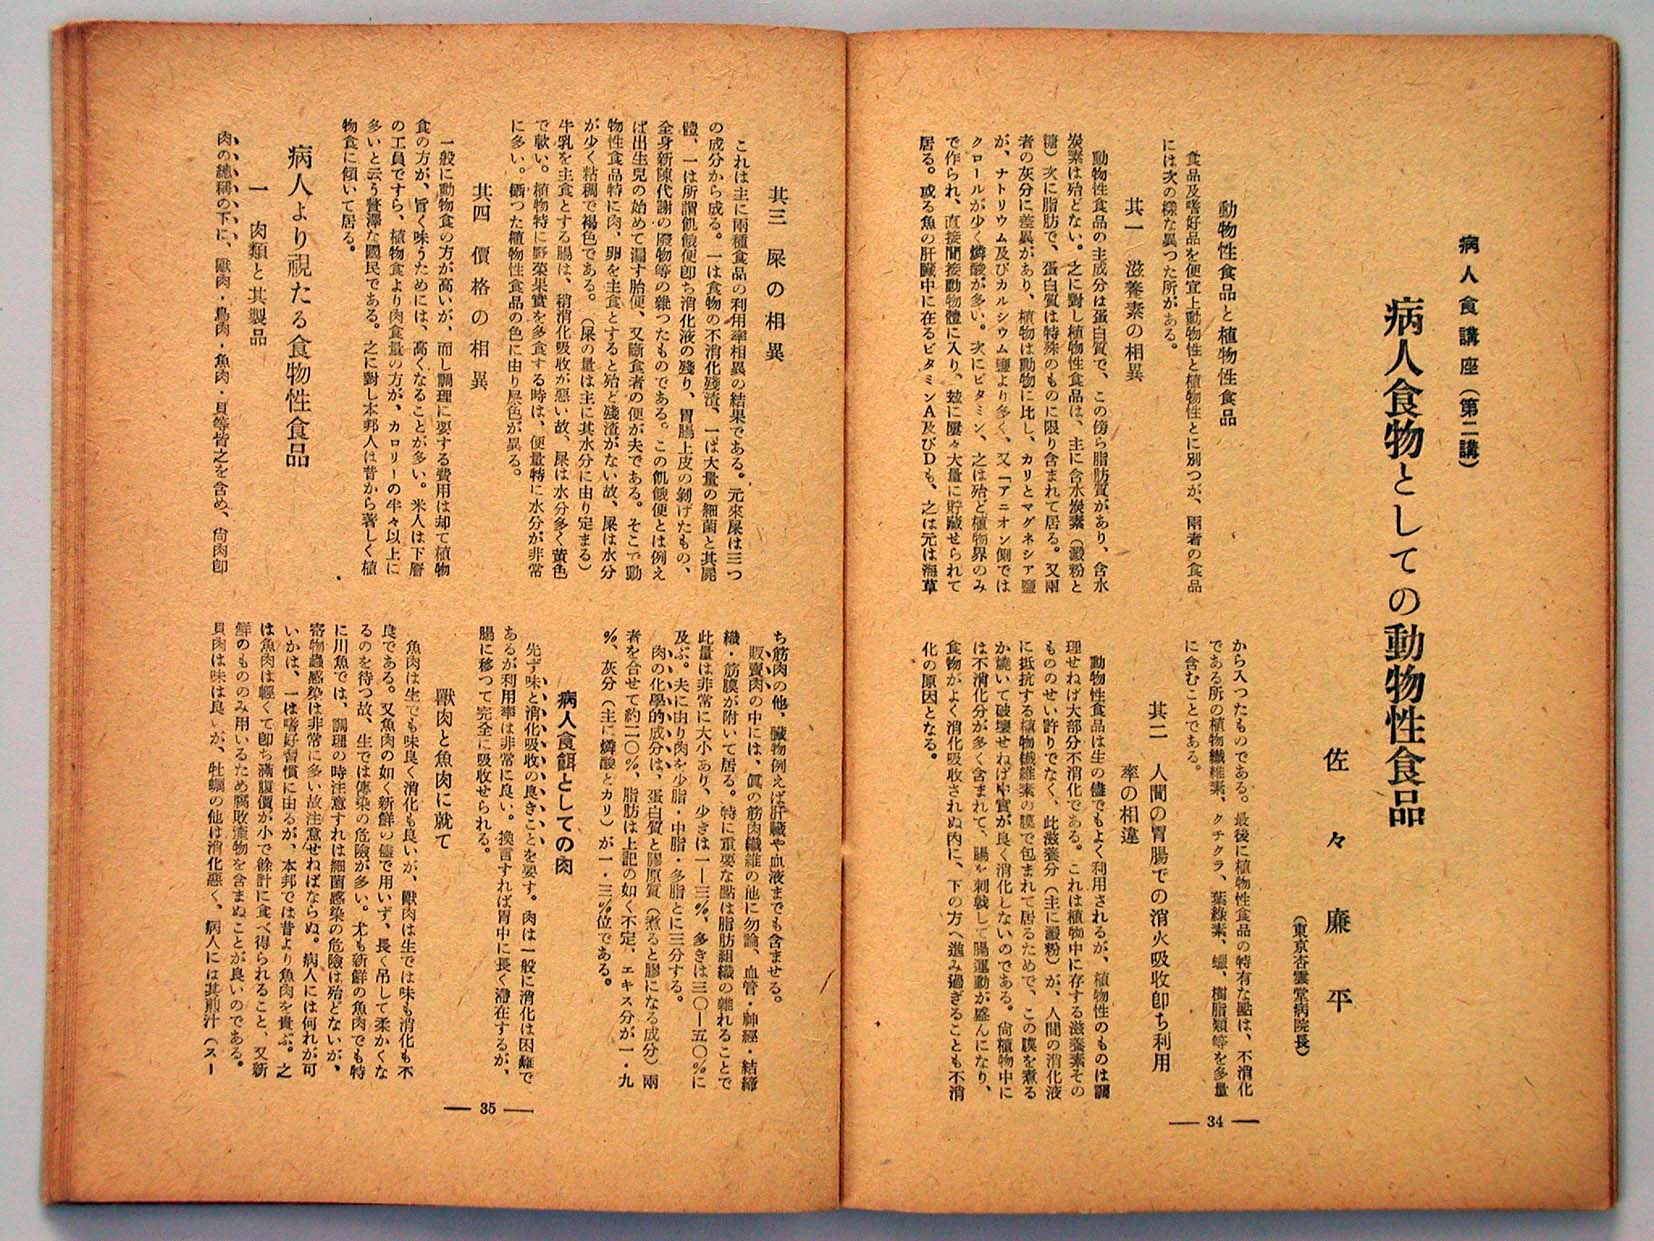 病人食講座（第二講）
病人食物としての動物性食品
佐々廉平
（東京杏雲堂病院長）
動物性食品と植物性食品
食品及嗜好品を便宜上動物性と植物性とに別つが、兩者の食品
には次の樣な異つた所がある。
其一　滋養素の相異
動物性食品の主成分は蛋白質で、この傍ら脂肪質があり、含水
炭素は殆どない。之に對し植物性食品は、主に含水炭素（澱粉と
糖）次に脂肪で、蛋白質は特殊のものに限り含まれて居る。又兩
者の灰分に差異があり、植物は動物に比し、カリとマグネシア鹽
が、ナトリウム及びカルシウム鹽より多く、又「アニオン側では
クロールが少く燐酸が多い。次にビタミン、之は殆ど植物界のみ
で作られ、直接間接動物體に入り、玆に屢々大量に貯藏せられて
居る。或る魚の肝臟中に在るビタミンA及びDも、之は元は海草
から入つたものである。最後に植物性食品の特有な點は、不消化
である所の植物纖維素、クチクラ、葉綠素、蠟、樹脂類等を多量
に含むことである。
其二　人間の胃腸での消火吸收卽ち利用
率の相違
動物性食品は生の儘でもよく利用されるが、植物性のものは調
理せねば大部分不消化である。これは植物中に存する滋養素その
もののせい許りでなく、此滋養分（主に澱粉）が、人間の消化液
に抵抗する植物纖維素の膜で包まれて居るためで、この膜を煮る
か燒いて破壞せねば中實が良く消化しないのである。尙植物中に
は不消化分が多く含まれて、腸を刺戟して腸運動が盛んになり、
食物がよく消化吸收されぬ內に、下の方へ進み過ぎることも不消
化の原因となる。
— 34 —
其三　屎の相異
これは主に兩種食品の利用率相異の結果である。元來屎は三つ
の成分から成る。一は食物の不消化殘渣、一は大量の細菌と其屍
體、一は所謂飢餓便卽ち消化液の殘り、胃腸上皮の剝げたもの、
全身新陳代謝の廢物等の雜つたものである。この飢餓便とは例え
ば出生兒の始めて漏す胎便、又斷食者の便が夫である。そこで動
物性食品特に肉、卵を主食とすると殆ど殘渣がない故、屎は水分
が少く粘稠で褐色である。（屎の量は主に其水分に由り定まる）
牛乳を主食とする腸は、稍消化吸收が惡い故、屎は水分多く黃色
で軟い。植物特に野菜果實を多食する時は、便量特に水分が非常
に多い。硒つた植物性食品の色に由り屎色が異る。
其四　價格の相異
一般に動物食の方が高いが、而し調理に要する費用は却て植物
食の方が、旨く味うためには、高くなることが多い。米人は下層
の工員ですら、植物食より肉食量の方が、カロリーの半々以上に
多いと云う贅澤な國民である。之に對し本邦人は昔から著しく植
物食に傾いて居る。
病人より視たる食物性食品
一　肉類と其製品
肉の總稱の下に、獸肉・鳥肉・魚肉・貝等皆之を含め、尙肉卽
ち筋肉の他、臟物例えば肝臟や血液までも含ませる。
販賣肉の中には、眞の筋肉纖維の他に勿論、血管・神經・結締
織・筋膜が附いて居る。特に重要な點は脂肪組織の雜れることで
此量は非常に大小あり、少きは一—三％、多きは三〇—五〇％に
及ぶ。夫に由り肉を少脂・中脂・多脂とに三分する。
肉の化學的成分は、蛋白質と膠原質（煮ると膠になる成分）兩
者を合せて約二〇％、脂肪は上記の如く不定、エキス分が一・九
％、灰分（主に燐酸とカリ）が一・三％位である。
病人食餌としての肉
先ず味と消化吸收の良きことを要す。肉は一般に消化は困難で
あるが利用率は非常に良い。換言すれば胃中に長く滯在するが、
腸に移つて完全に吸收せられる。
獸肉と魚肉に就て
魚肉は生でも味良く消化も良いが、獸肉は生では味も消化も不
良である。又魚肉の如く新鮮の儘で用いず、長く吊して柔かくな
るのを待つ故、生では傳染の危險が多い。尤も新鮮の魚肉でも特
に川魚では、調理の時注意すれば細菌感染の危險は殆どないが、
寄物蟲感染は非常に多い故注意せねばならぬ。病人には何れが可
いかは、一は嗜好習慣に由るが、本邦では昔より魚肉を貴ぶ。之
は魚肉は輕くて卽ち滿腹價が小で餘計に食べ得られること、又新
鮮のもののみ用いるため腐敗産物を含まぬことが良いのである。
貝肉は味は良いが、牡蠣の他は消化惡く、病人には其煎汁（スー
— 35 —